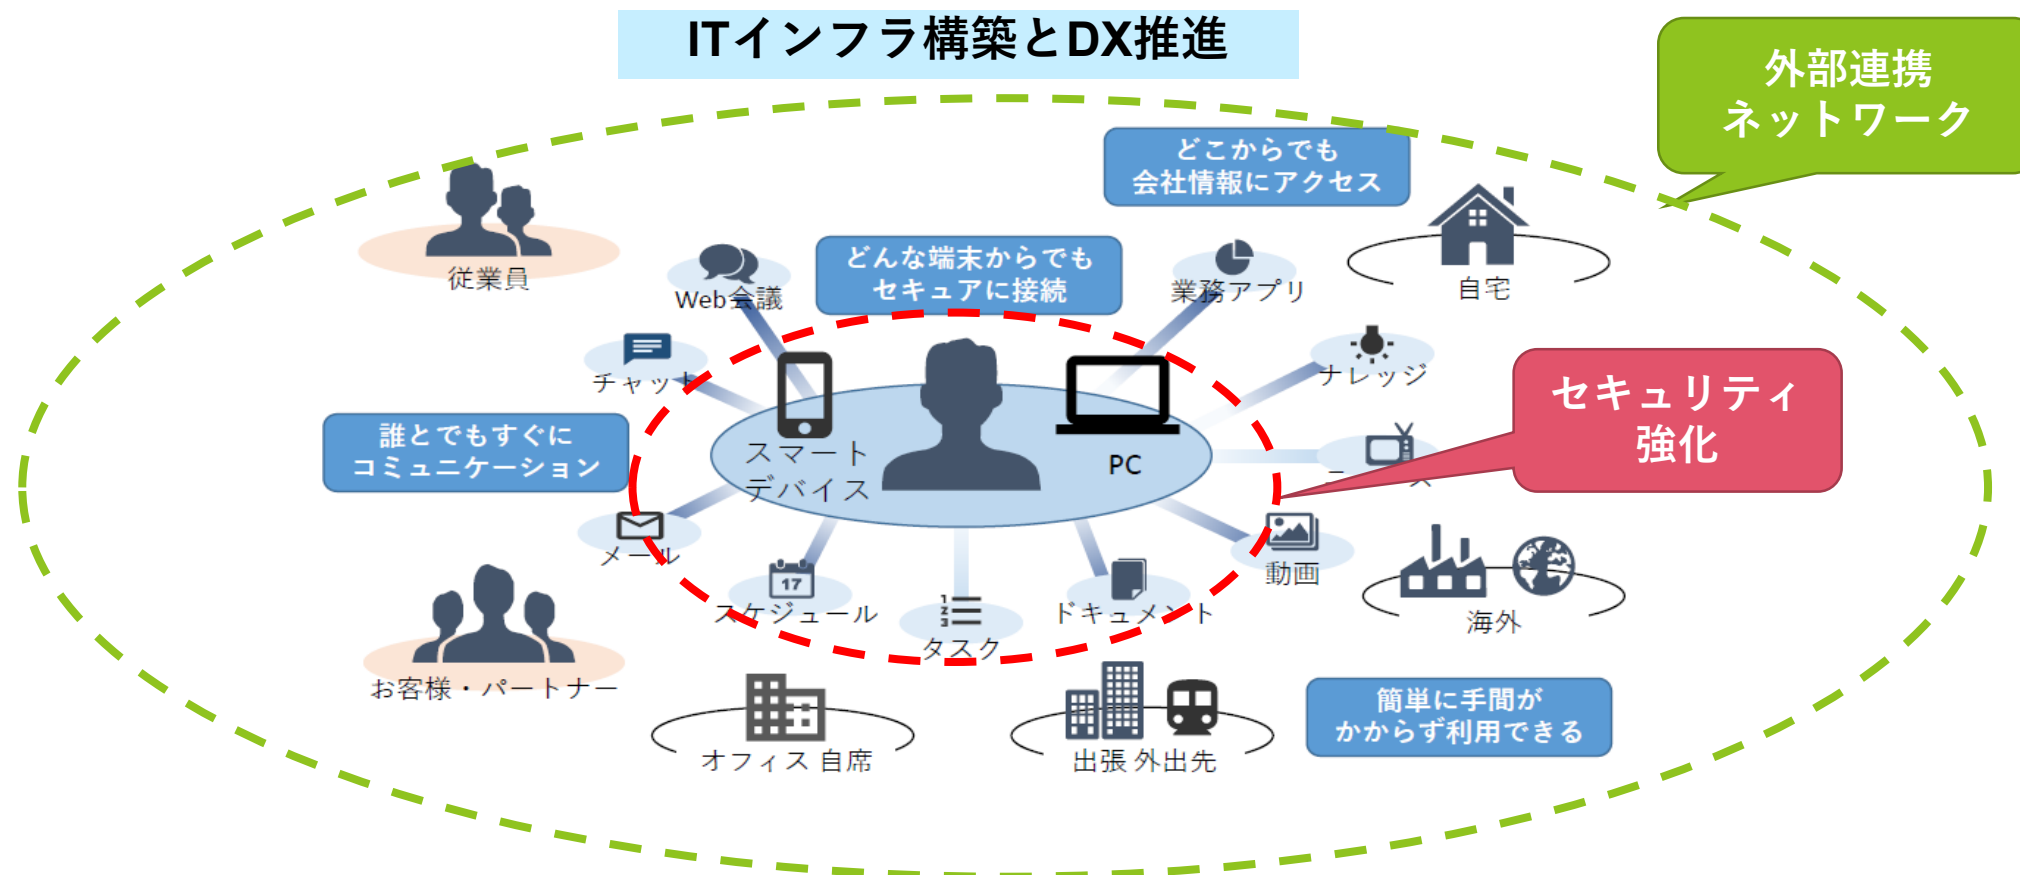 ITインフラ構築とDX推進
外部連携
ネットワーク
どこからでも
会社情報にアクセス
従業員
Web会議
どんな端末からでも
セキュアに接続
業務アプリ
自宅
チャット
ナレッジ
セキュリティ
強化
誰とでもすぐに
コミュニケーション
スマート
デバイス
PC
メール
17
スケジュール
1
2
3
タスク
ドキュメント
動画
海外
お客様・パートナー
オフィス 自席
出張 外出先
簡単に手間が
かからず利用できる